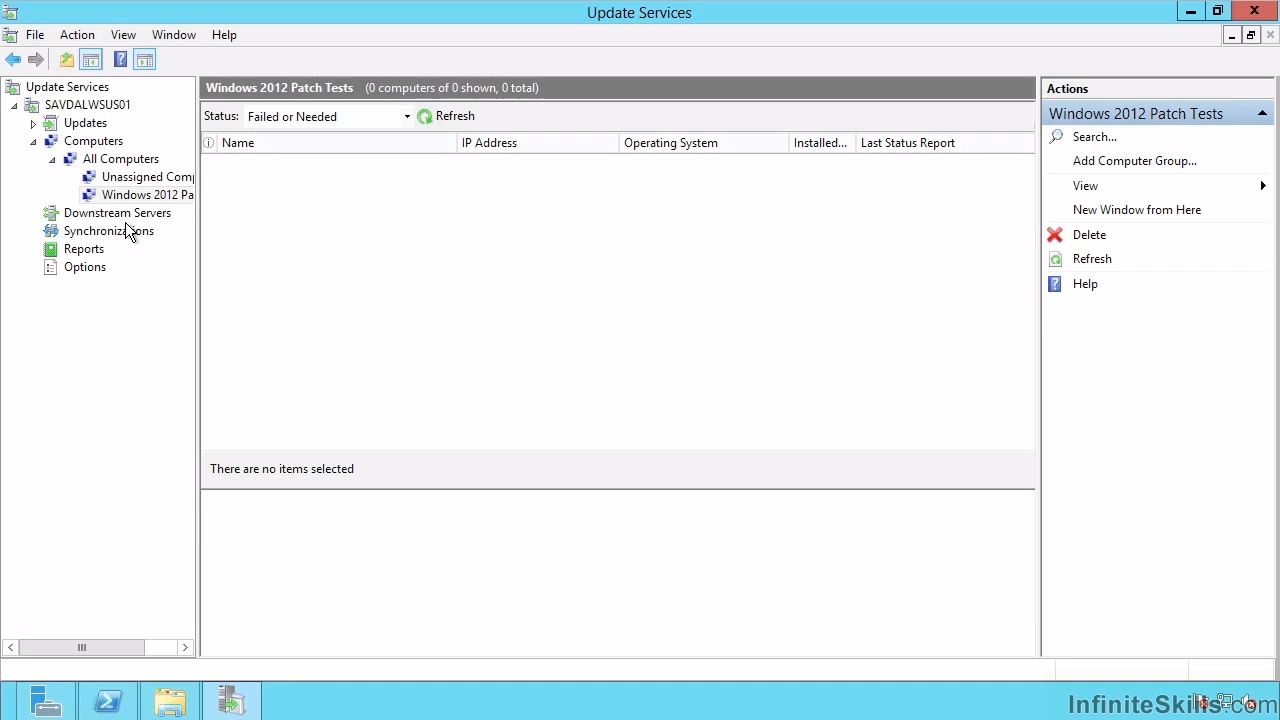 Update Services
File Action View Window Help
Update Services
SAVDALWSUS01
Updates
Computers
All Computers
Unassigned Comp
Windows 2012 Pa
Downstream Servers
Synchronizations
Reports
Options
Windows 2012 Patch Tests (0 computers of 0 shown, 0 total)
Status: Failed or Needed Refresh
Name IP Address Operating System Installed... Last Status Report
There are no items selected
Actions
Windows 2012 Patch Tests
Search...
Add Computer Group...
View
New Window from Here
Delete
Refresh
Help
InfiniteSkills.com